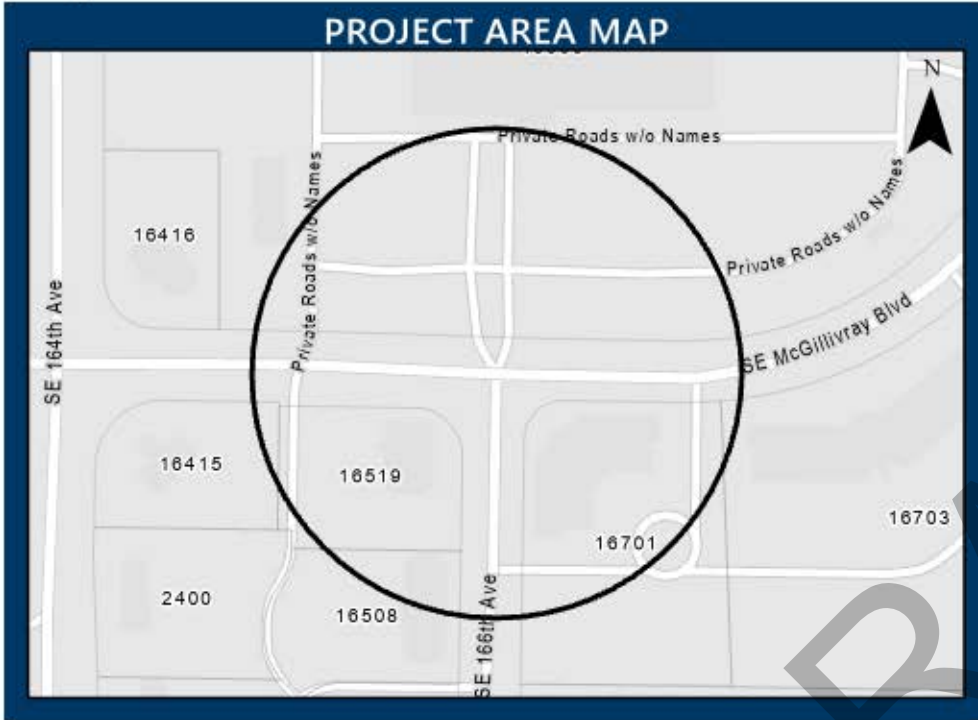 PROJECT AREA MAP
N
Private Roads w/o Names
Private Roads w/o Names
Private Roads w/o Names
16416
SE 164th Ave
SE McGillivray Blvd
16415
16519
16701
16703
2400
16508
SE 166th Ave